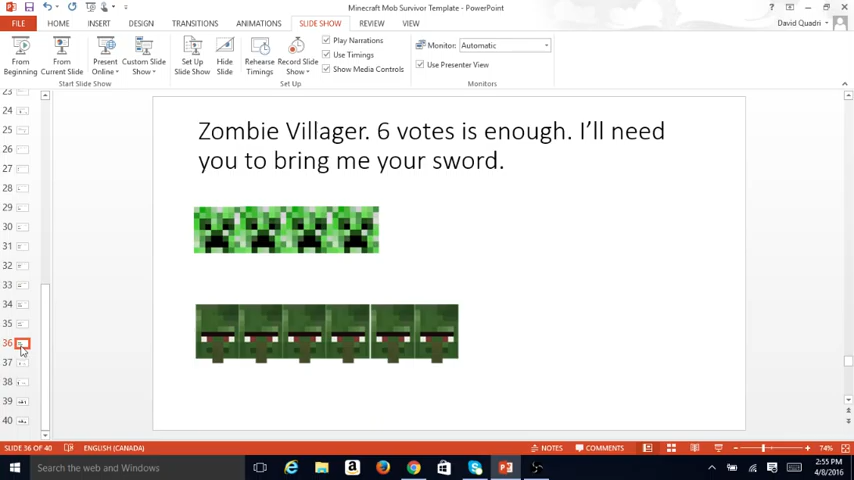 Minecraft Mob Survivor Template - PowerPoint
FILE HOME INSERT DESIGN TRANSITIONS ANIMATIONS SLIDE SHOW REVIEW VIEW
David Quadri
From Beginning
From Current Slide
Present Online
Custom Slide Show
Start Slide Show
Set Up Slide Show
Hide Slide
Rehearse Timings
Record Slide Show
Play Narrations
Use Timings
Show Media Controls
Set Up
Monitor: Automatic
Use Presenter View
Monitors
23
24
25
26
27
28
29
30
31
32
33
34
35
36
37
38
39
40
Zombie Villager. 6 votes is enough. I’ll need
you to bring me your sword.
SLIDE 36 OF 40 ENGLISH (CANADA) NOTES COMMENTS 74%
Search the web and Windows
2:55 PM
4/8/2016